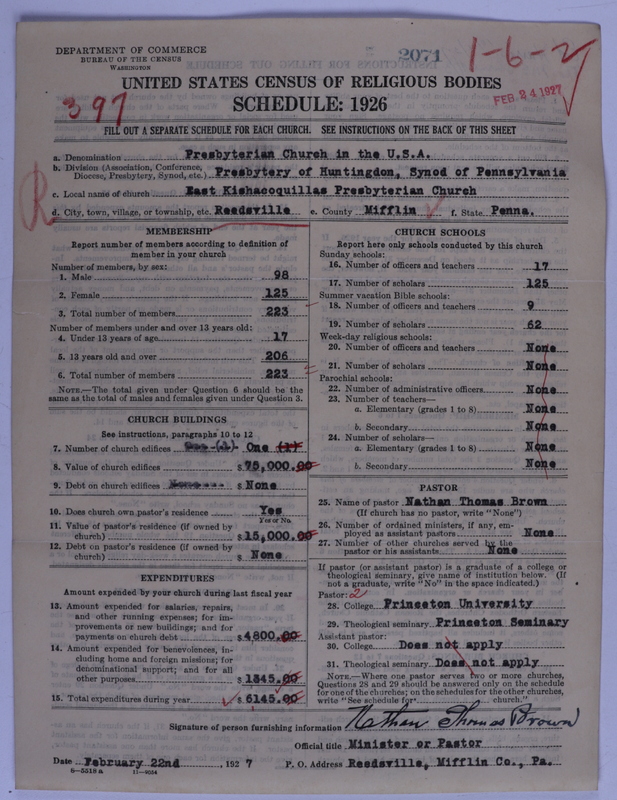 DEPARTMENT OF COMMERCE
BUREAU OF THE CENSUS
WASHINGTON
2071
1-6-2
FEB 24 1927
UNITED STATES CENSUS OF RELIGIOUS BODIES
SCHEDULE: 1926
397
FILL OUT A SEPARATE SCHEDULE FOR EACH CHURCH. SEE INSTRUCTIONS ON THE BACK OF THIS SHEET
a. Denomination Presbyterian Church in the U.S.A.
b. Division (Association, Conference, Diocese, Presbytery, Synod, etc.) Presbytery of Huntingdon, Synod of Pennsylvania
c. Local name of church East Kishacoquillas Presbyterian Church
R
d. City, town, village, or township, etc. Reedsville e. County Mifflin f. State Penna.
MEMBERSHIP
Report number of members according to definition of
member in your church
Number of members, by sex:
1. Male 98
2. Female 125
3. Total number of members 223
Number of members under and over 13 years old:
4. Under 13 years of age 17
5. 13 years old and over 206
6. Total number of members 223
NOTE.—The total given under Question 6 should be the
same as the total of males and females given under Question 3.
CHURCH BUILDINGS
See instructions, paragraphs 10 to 12
7. Number of church edifices One (1) One (1)
8. Value of church edifices $ 75,000.00
9. Debt on church edifices None $ None
10. Does church own pastor's residence Yes
Yes or No.
11. Value of pastor's residence (if owned by
church) $ 15,000.00
12. Debt on pastor's residence (if owned by
church) $ None
EXPENDITURES
Amount expended by your church during last fiscal year
13. Amount expended for salaries, repairs,
and other running expenses; for im-
provements or new buildings; and for
payments on church debt $ 4800.00
14. Amount expended for benevolences, in-
cluding home and foreign missions; for
denominational support; and for all
other purposes $ 1345.00
15. Total expenditures during year $ 6145.00
CHURCH SCHOOLS
Report here only schools conducted by this church
Sunday schools:
16. Number of officers and teachers 17
17. Number of scholars 125
Summer vacation Bible schools:
18. Number of officers and teachers 9
19. Number of scholars 62
Week-day religious schools:
20. Number of officers and teachers None
21. Number of scholars None
Parochial schools:
22. Number of administrative officers None
23. Number of teachers—
a. Elementary (grades 1 to 8) None
b. Secondary None
24. Number of scholars—
a. Elementary (grades 1 to 8) None
b. Secondary None
PASTOR
25. Name of pastor Nathan Thomas Brown
(If church has no pastor, write "None")
26. Number of ordained ministers, if any, em-
ployed as assistant pastors None
27. Number of other churches served by the
pastor or his assistants None
If pastor (or assistant pastor) is a graduate of a college or
theological seminary, give name of institution below. (If
not a graduate, write "No" in the space indicated.)
Pastor: 2
28. College Princeton University
29. Theological seminary Princeton Seminary
Assistant pastor:
30. College Does not apply
31. Theological seminary Does not apply
NOTE.—Where one pastor serves two or more churches,
Questions 28 and 29 should be answered only on the schedule
for one of the churches; on the schedules for the other churches,
write "See schedule for church."
Signature of person furnishing information Nathan Thomas Brown
Official title Minister or Pastor
Date February 22nd, 1927 P. O. Address Reedsville, Mifflin Co., Pa.
8—5518 a 11—9054